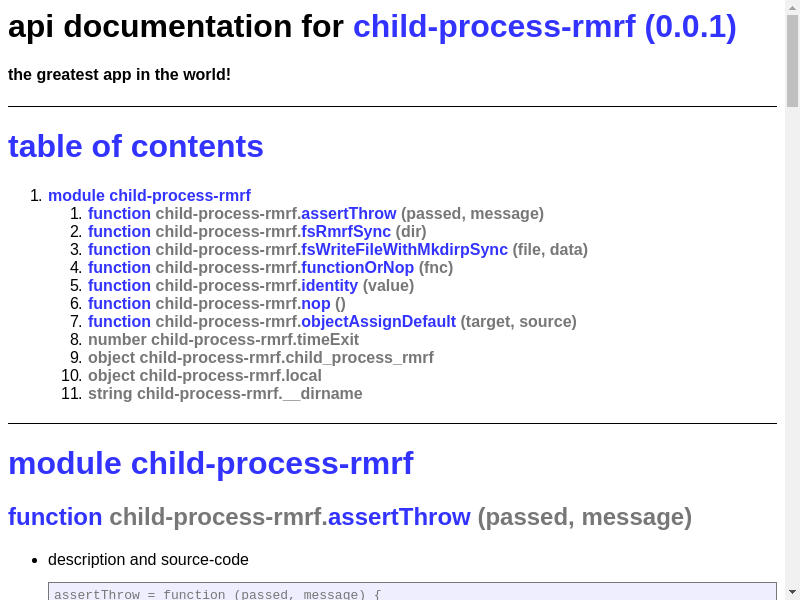 api documentation for child-process-rmrf (0.0.1)
the greatest app in the world!
table of contents
1. module child-process-rmrf
1. function child-process-rmrf.assertThrow (passed, message)
2. function child-process-rmrf.fsRmrfSync (dir)
3. function child-process-rmrf.fsWriteFileWithMkdirpSync (file, data)
4. function child-process-rmrf.functionOrNop (fnc)
5. function child-process-rmrf.identity (value)
6. function child-process-rmrf.nop ()
7. function child-process-rmrf.objectAssignDefault (target, source)
8. number child-process-rmrf.timeExit
9. object child-process-rmrf.child_process_rmrf
10. object child-process-rmrf.local
11. string child-process-rmrf.__dirname
module child-process-rmrf
function child-process-rmrf.assertThrow (passed, message)
• description and source-code
assertThrow = function (passed, message) {